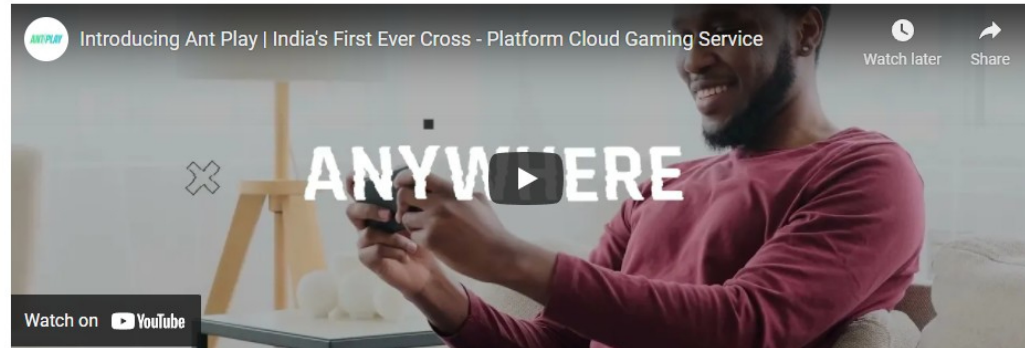 ANTPLAY
Introducing Ant Play | India's First Ever Cross - Platform Cloud Gaming Service
Watch later
Share
ANYWHERE
Watch on YouTube